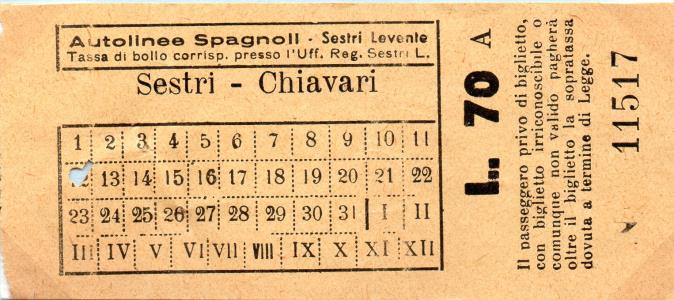 Autolinee Spagnoli - Sestri Levente
Tassa di bollo corrisp. presso l'Uff. Reg. Sestri L.
Sestri - Chiavari
1 2 3 4 5 6 7 8 9 10 11
13 14 15 16 17 18 19 20 21 22
23 24 25 26 27 28 29 30 31 I II
III IV V VI VII VIII IX X XI XII
L. 70 A
Il passeggero privo di biglietto,
con biglietto irriconoscibile o
comunque non valido pagherà
oltre il biglietto la sopratassa
dovuta a termine di Legge.
11517